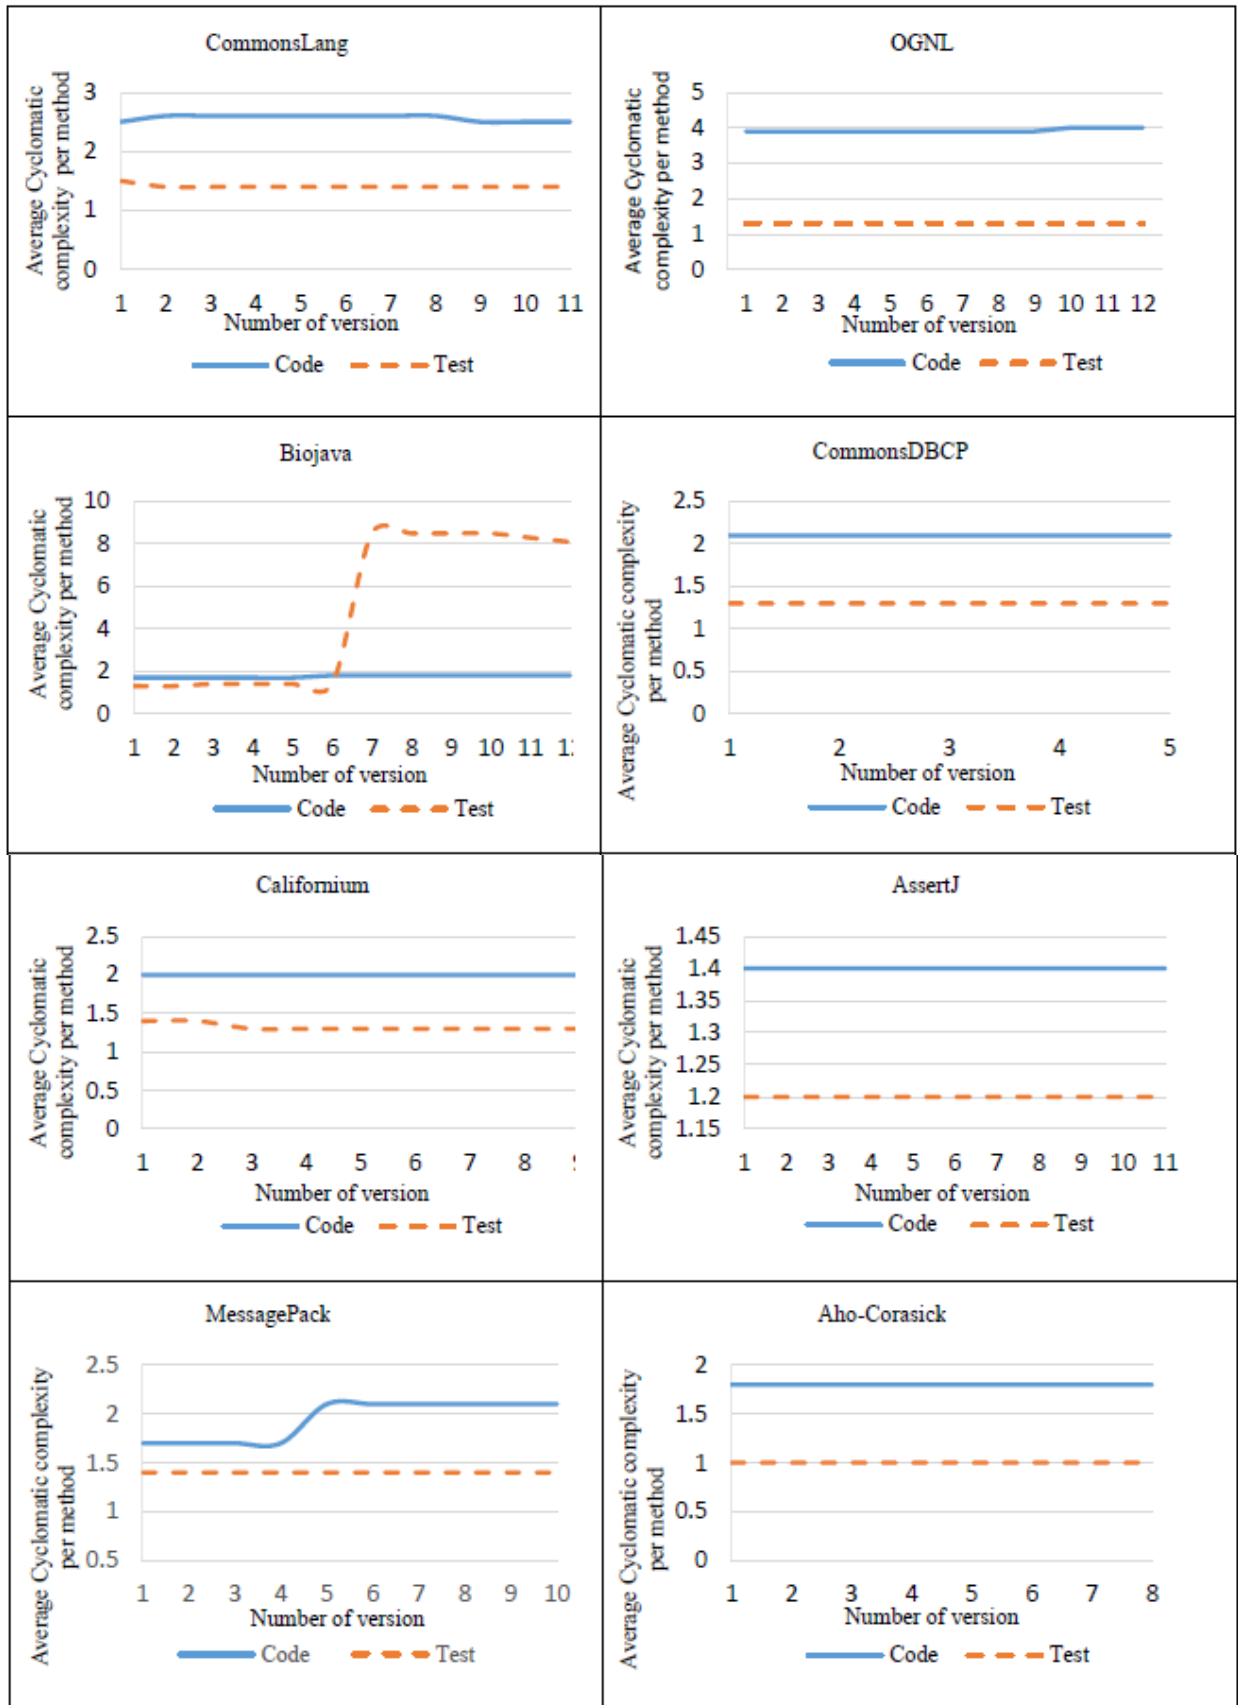 CommonsLang
Average Cyclomatic
complexity per method
3
2
1
0
1 2 3 4 5 6 7 8 9 10 11
Number of version
Code Test
OGNL
Average Cyclomatic
complexity per method
5
4
3
2
1
0
1 2 3 4 5 6 7 8 9 10 11 12
Number of version
Code Test
Biojava
Average Cyclomatic
complexity per method
10
8
6
4
2
0
1 2 3 4 5 6 7 8 9 10 11
Number of version
Code Test
CommonsDBCP
Average Cyclomatic complexity
per method
2.5
2
1.5
1
0.5
0
1 2 3 4 5
Number of version
Code Test
Californium
Average Cyclomatic
complexity per method
2.5
2
1.5
1
0.5
0
1 2 3 4 5 6 7 8
Number of version
Code Test
AssertJ
Average Cyclomatic
complexity per method
1.45
1.4
1.35
1.3
1.25
1.2
1.15
1 2 3 4 5 6 7 8 9 10 11
Number of version
Code Test
MessagePack
Average Cyclomatic complexity
per method
2.5
2
1.5
1
0.5
1 2 3 4 5 6 7 8 9 10
Number of version
Code Test
Aho-Corasick
Average Cyclomatic complexity
per method
2
1.5
1
0.5
0
1 2 3 4 5 6 7 8
Number of version
Code Test